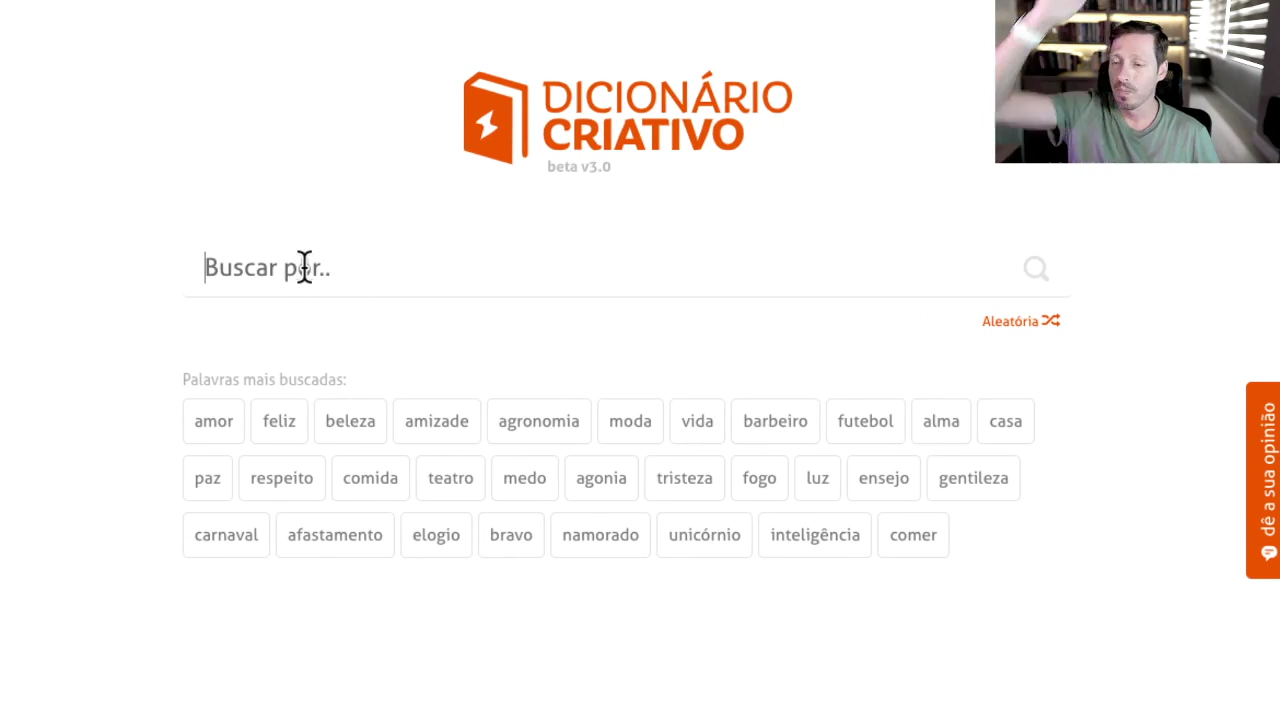 DICIONÁRIO
CRIATIVO
beta v3.0
Buscar por..
Aleatória
Palavras mais buscadas:
amor feliz beleza amizade agronomia moda vida barbeiro futebol alma casa
paz respeito comida teatro medo agonia tristeza fogo luz ensejo gentileza
carnaval afastamento elogio bravo namorado unicórnio inteligência comer
dê a sua opinião